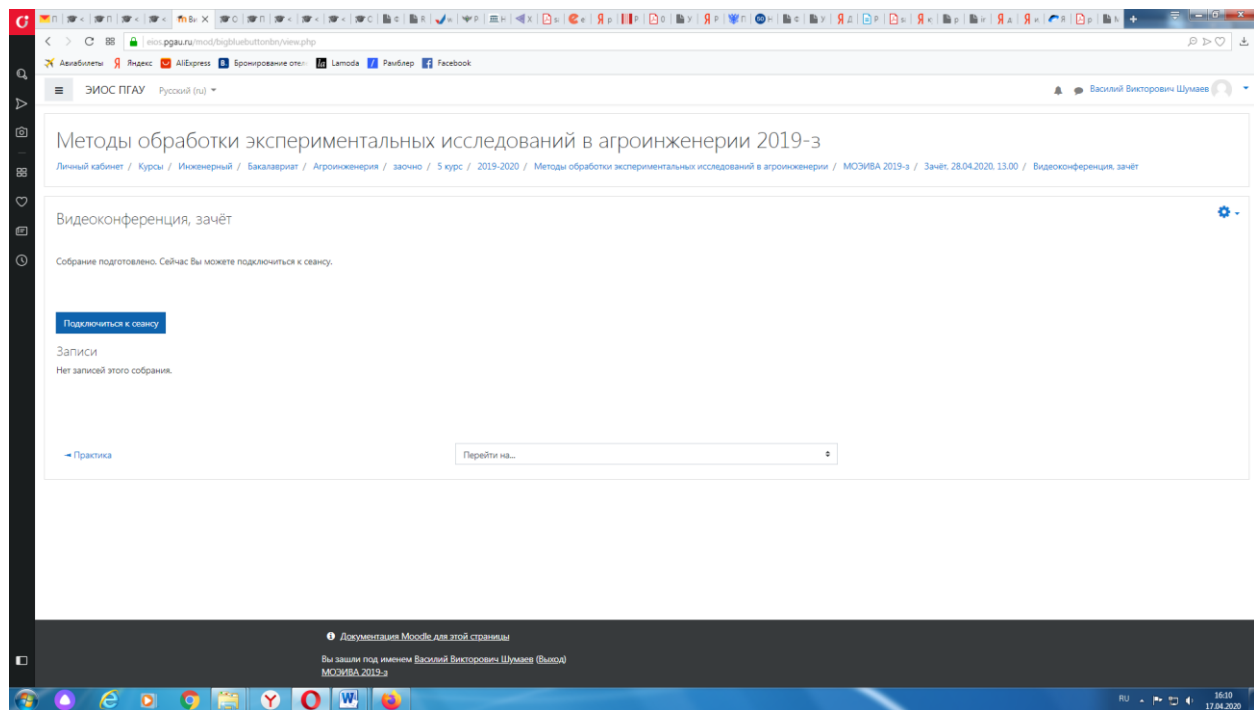 eios.pgau.ru/mod/bigbluebuttonbn/view.php
Авиабилеты Яндекс AliExpress Бронирование отел Lamoda Рамблер Facebook
ЭИОС ПГАУ Русский (ru) Василий Викторович Шумаев
Методы обработки экспериментальных исследований в агроинженерии 2019-з
Личный кабинет / Курсы / Инженерный / Бакалавриат / Агроинженерия / заочно / 5 курс / 2019-2020 / Методы обработки экспериментальных исследований в агроинженерии / МОЭИВА 2019-з / Зачёт. 28.04.2020. 13.00 / Видеоконференция, зачёт
Видеоконференция, зачёт
Собрание подготовлено. Сейчас Вы можете подключиться к сеансу.
Подключиться к сеансу
Записи
Нет записей этого собрания.
◄ Практика Перейти на...
Документация Moodle для этой страницы
Вы зашли под именем Василий Викторович Шумаев (Выход)
МОЭИВА 2019-з
RU 16:10
17.04.2020